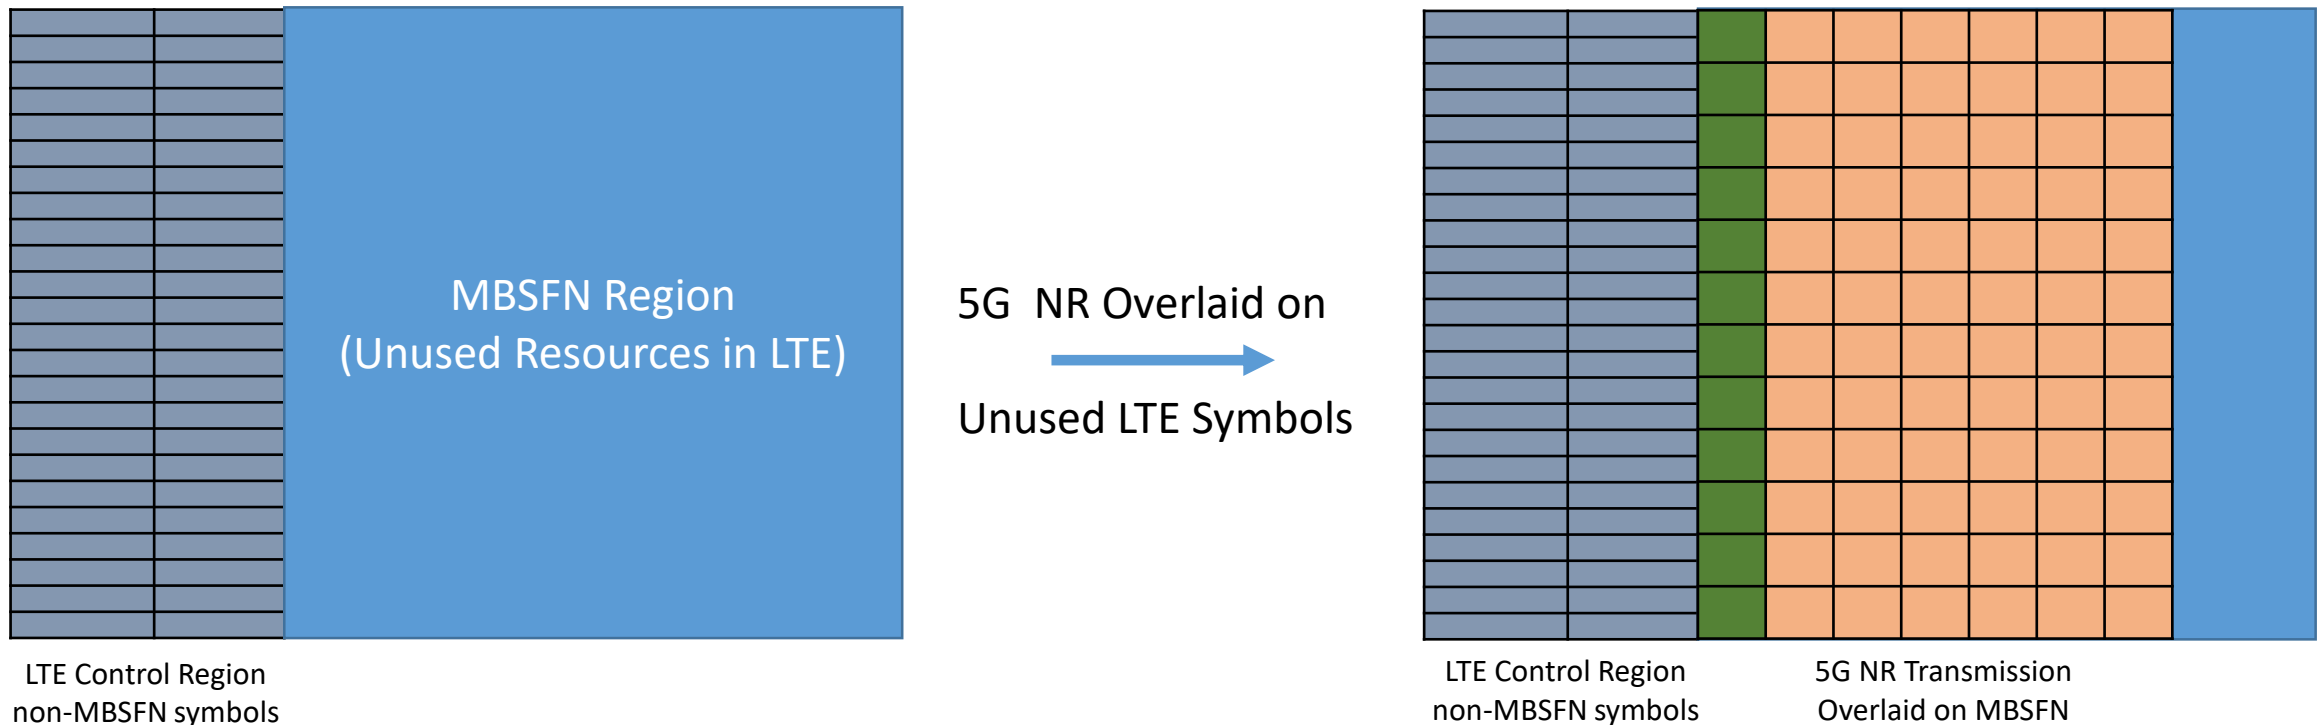 MBSFN Region
(Unused Resources in LTE)
5G NR Overlaid on
Unused LTE Symbols
LTE Control Region
non-MBSFN symbols
LTE Control Region
non-MBSFN symbols
5G NR Transmission
Overlaid on MBSFN